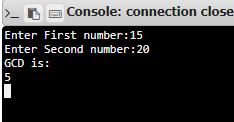 Console: connection close
Enter First number:15
Enter Second number:20
GCD is:
5